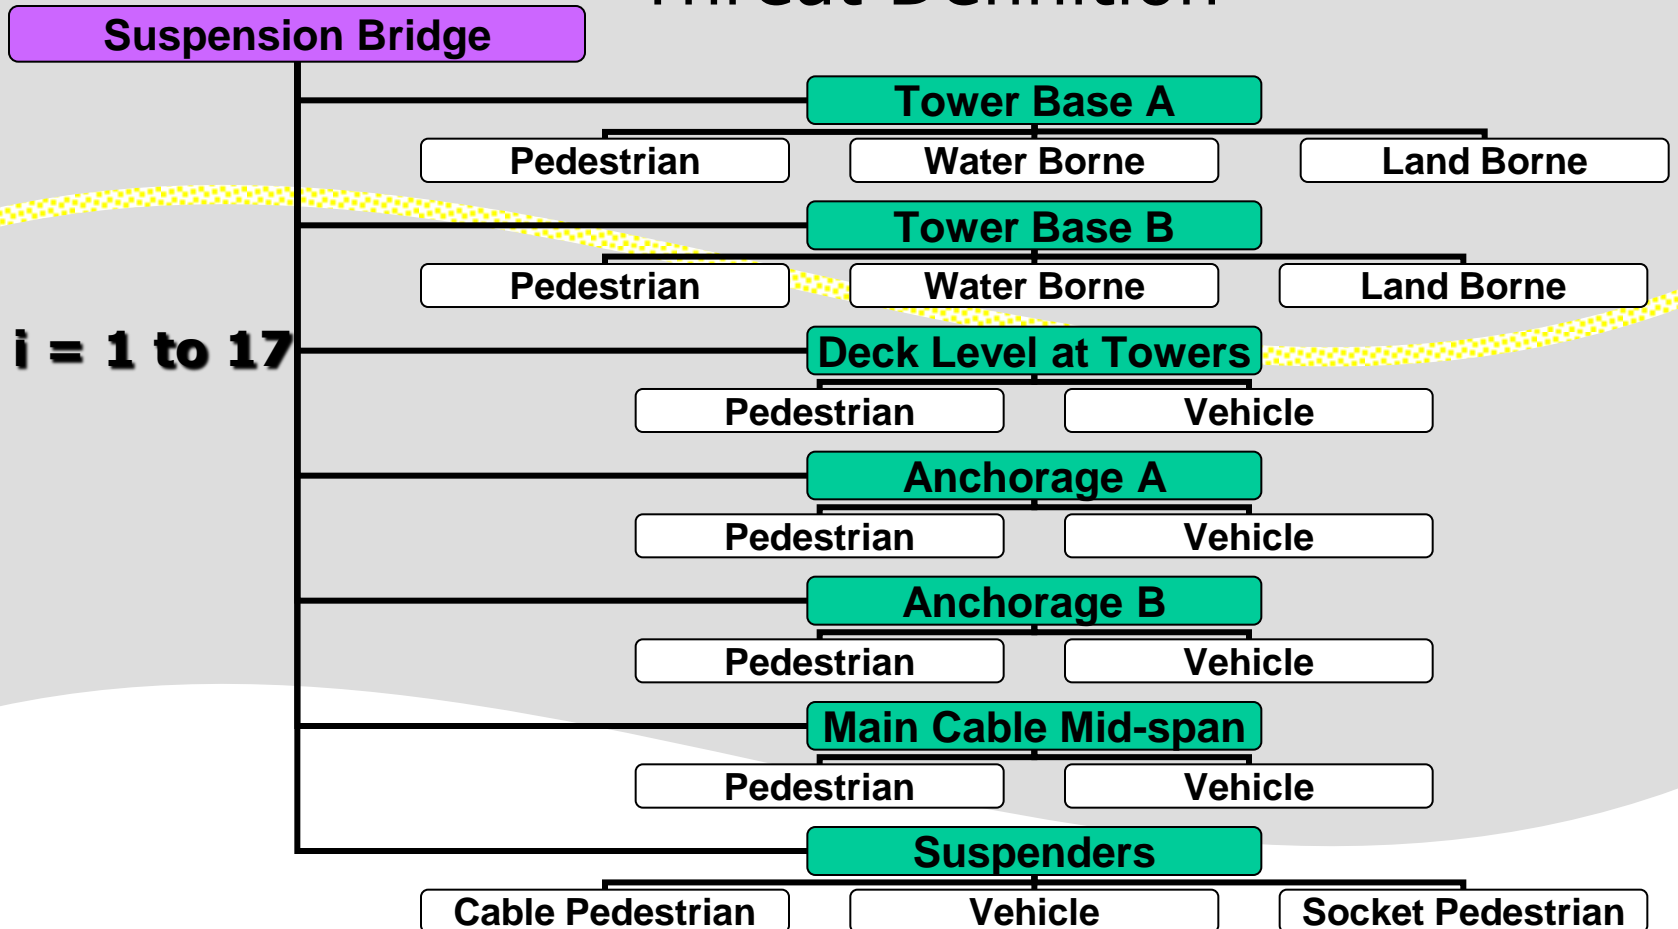 Threat Definition
Suspension Bridge
Tower Base A
Pedestrian Water Borne Land Borne
Tower Base B
Pedestrian Water Borne Land Borne
i = 1 to 17
Deck Level at Towers
Pedestrian Vehicle
Anchorage A
Pedestrian Vehicle
Anchorage B
Pedestrian Vehicle
Main Cable Mid-span
Pedestrian Vehicle
Suspenders
Cable Pedestrian Vehicle Socket Pedestrian